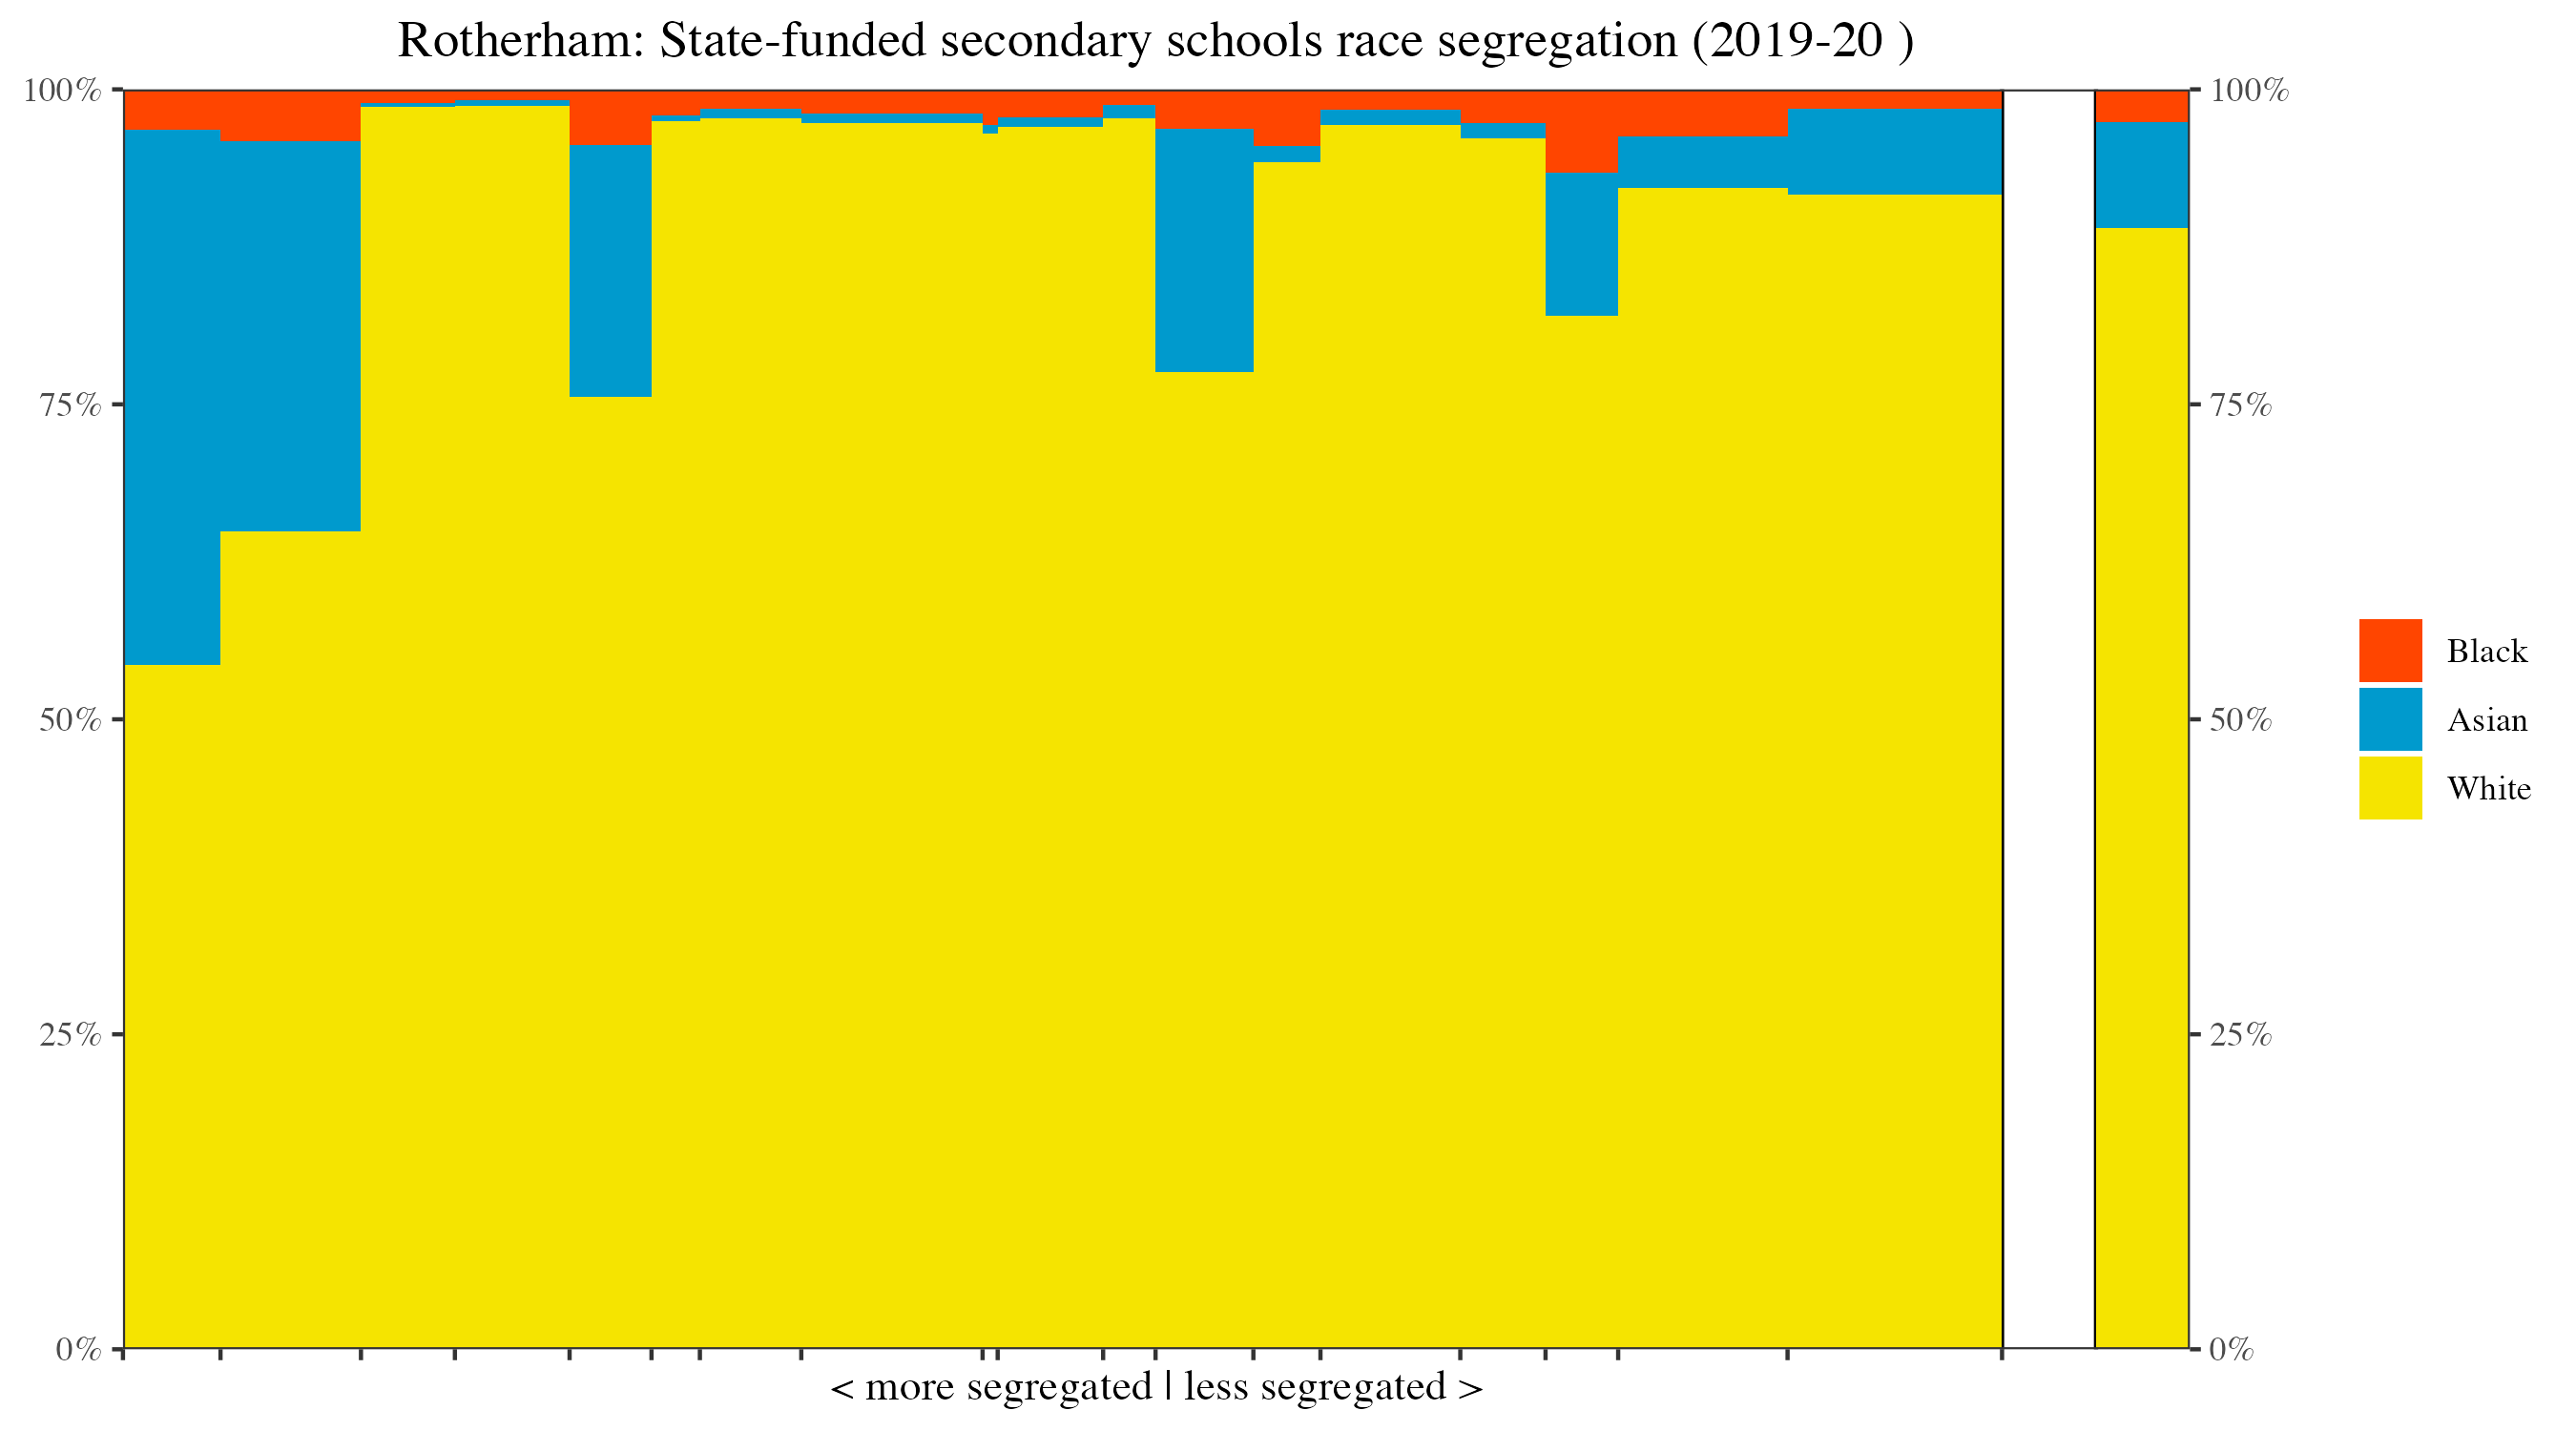 Rotherham: State-funded secondary schools race segregation (2019-20 )
100% 100%
75% 75%
50% 50%
25% 25%
0% 0%
Black
Asian
White
< more segregated | less segregated >